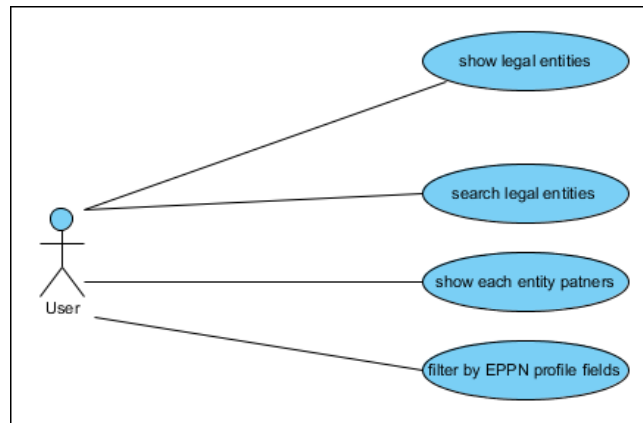 show legal entities
search legal entities
show each entity patners
User
filter by EPPN profile fields